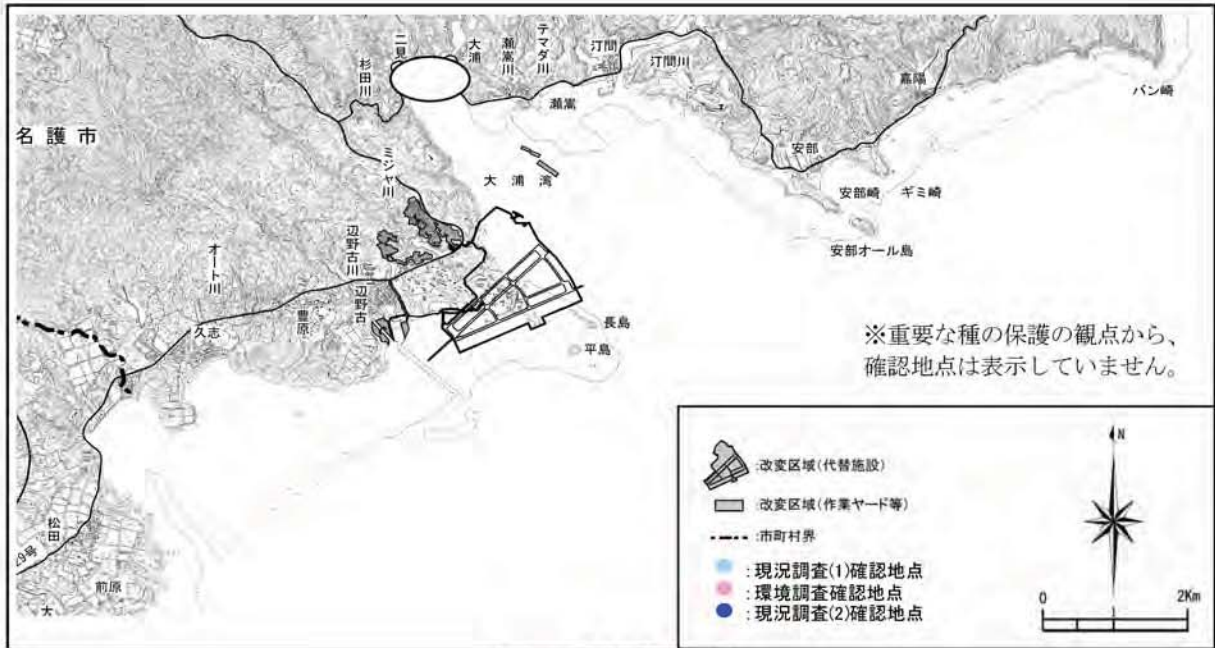 名護市
杉田川
二見
大浦
瀬嵩川
テマダ川
汀間
汀間川
瀬嵩
嘉陽
バン崎
安部
安部崎
ギミ崎
安部オール島
大浦湾
ミジャ川
辺野古川
辺野古
オート川
豊原
久志
長島
平島
松田
29号
前原
大
※重要な種の保護の観点から、
確認地点は表示していません。
:改変区域(代替施設)
:改変区域(作業ヤード等)
:市町村界
:現況調査(1)確認地点
:環境調査確認地点
:現況調査(2)確認地点
N
0 2Km